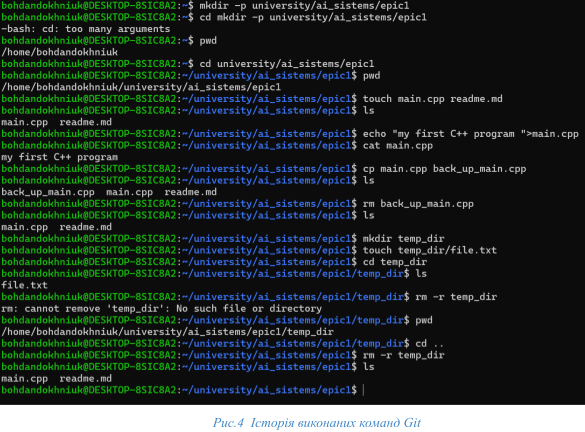 bohdandokhniuk@DESKTOP-8SIC8A2:~$ mkdir -p university/ai_sistems/epic1
bohdandokhniuk@DESKTOP-8SIC8A2:~$ cd mkdir -p university/ai_sistems/epic1
-bash: cd: too many arguments
bohdandokhniuk@DESKTOP-8SIC8A2:~$ pwd
/home/bohdandokhniuk
bohdandokhniuk@DESKTOP-8SIC8A2:~$ cd university/ai_sistems/epic1
bohdandokhniuk@DESKTOP-8SIC8A2:~/university/ai_sistems/epic1$ pwd
/home/bohdandokhniuk/university/ai_sistems/epic1
bohdandokhniuk@DESKTOP-8SIC8A2:~/university/ai_sistems/epic1$ touch main.cpp readme.md
bohdandokhniuk@DESKTOP-8SIC8A2:~/university/ai_sistems/epic1$ ls
main.cpp  readme.md
bohdandokhniuk@DESKTOP-8SIC8A2:~/university/ai_sistems/epic1$ echo "my first C++ program ">main.cpp
bohdandokhniuk@DESKTOP-8SIC8A2:~/university/ai_sistems/epic1$ cat main.cpp
my first C++ program
bohdandokhniuk@DESKTOP-8SIC8A2:~/university/ai_sistems/epic1$ cp main.cpp back_up_main.cpp
bohdandokhniuk@DESKTOP-8SIC8A2:~/university/ai_sistems/epic1$ ls
back_up_main.cpp  main.cpp  readme.md
bohdandokhniuk@DESKTOP-8SIC8A2:~/university/ai_sistems/epic1$ rm back_up_main.cpp
bohdandokhniuk@DESKTOP-8SIC8A2:~/university/ai_sistems/epic1$ ls
main.cpp  readme.md
bohdandokhniuk@DESKTOP-8SIC8A2:~/university/ai_sistems/epic1$ mkdir temp_dir
bohdandokhniuk@DESKTOP-8SIC8A2:~/university/ai_sistems/epic1$ touch temp_dir/file.txt
bohdandokhniuk@DESKTOP-8SIC8A2:~/university/ai_sistems/epic1$ cd temp_dir
bohdandokhniuk@DESKTOP-8SIC8A2:~/university/ai_sistems/epic1/temp_dir$ ls
file.txt
bohdandokhniuk@DESKTOP-8SIC8A2:~/university/ai_sistems/epic1/temp_dir$ rm -r temp_dir
rm: cannot remove 'temp_dir': No such file or directory
bohdandokhniuk@DESKTOP-8SIC8A2:~/university/ai_sistems/epic1/temp_dir$ pwd
/home/bohdandokhniuk/university/ai_sistems/epic1/temp_dir
bohdandokhniuk@DESKTOP-8SIC8A2:~/university/ai_sistems/epic1/temp_dir$ cd ..
bohdandokhniuk@DESKTOP-8SIC8A2:~/university/ai_sistems/epic1$ rm -r temp_dir
bohdandokhniuk@DESKTOP-8SIC8A2:~/university/ai_sistems/epic1$ ls
main.cpp  readme.md
bohdandokhniuk@DESKTOP-8SIC8A2:~/university/ai_sistems/epic1$
Рис.4 Історія виконаних команд Git